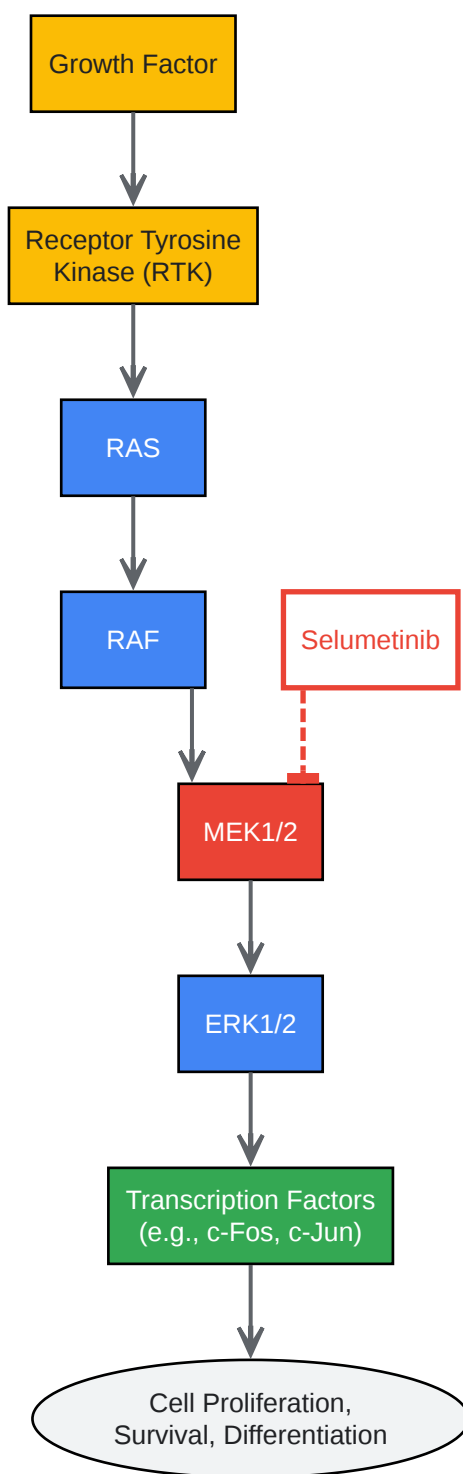 Growth Factor
Receptor Tyrosine
Kinase (RTK)
RAS
RAF
Selumetinib
MEK1/2
ERK1/2
Transcription Factors
(e.g., c-Fos, c-Jun)
Cell Proliferation,
Survival, Differentiation